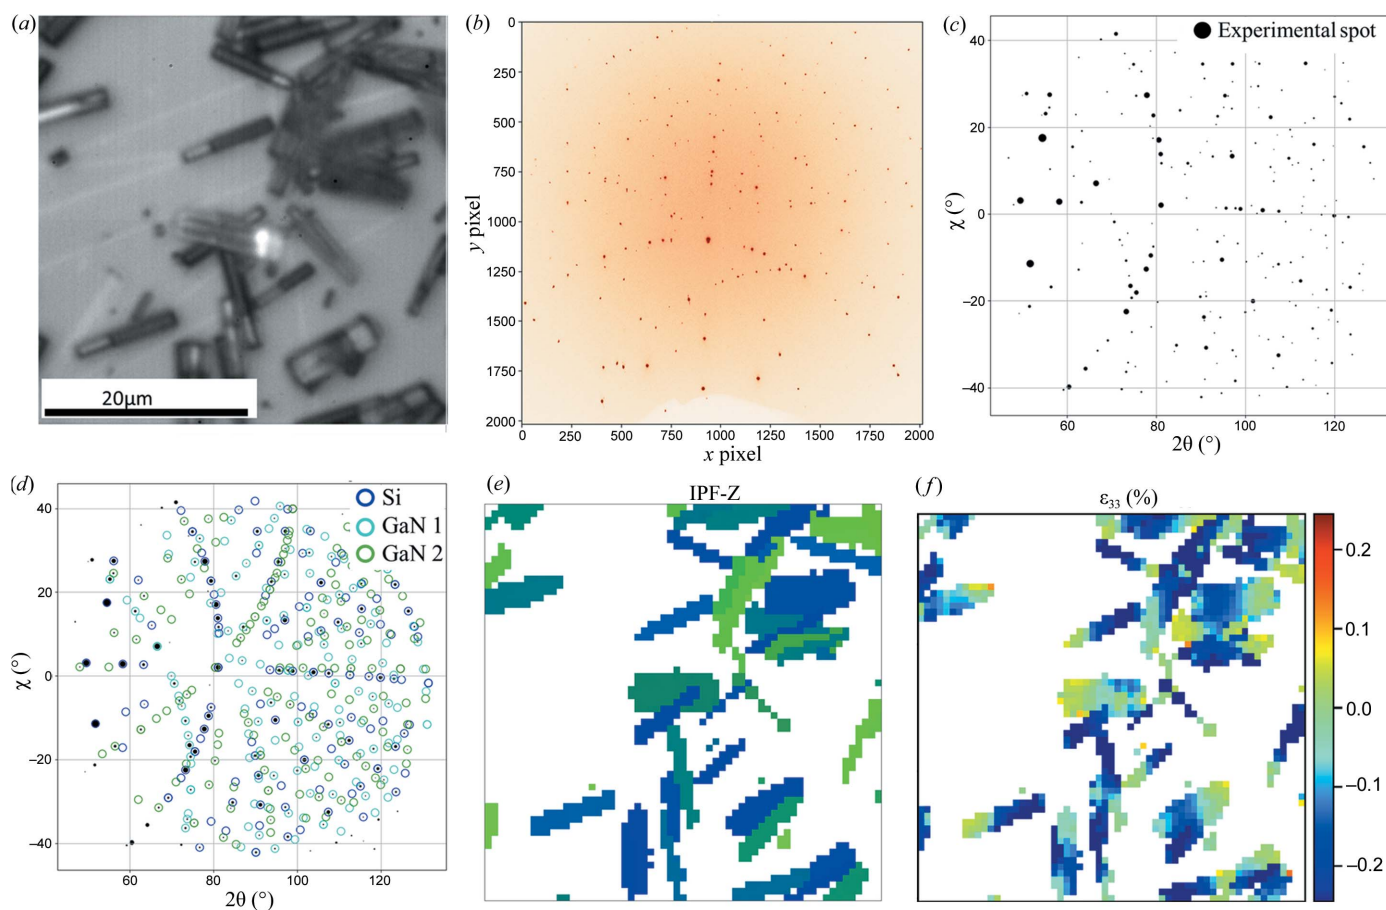 (a)
20μm
(b)
0
250
500
750
1000
1250
1500
1750
2000
y pixel
0
250
500
750
1000
1250
1500
1750
2000
x pixel
(c)
Experimental spot
40
20
0
−20
−40
χ (°)
60
80
100
120
2θ (°)
(d)
Si
GaN 1
GaN 2
40
20
0
−20
−40
χ (°)
60
80
100
120
2θ (°)
(e)
IPF-Z
(f)
ε33 (%)
0.2
0.1
0.0
−0.1
−0.2